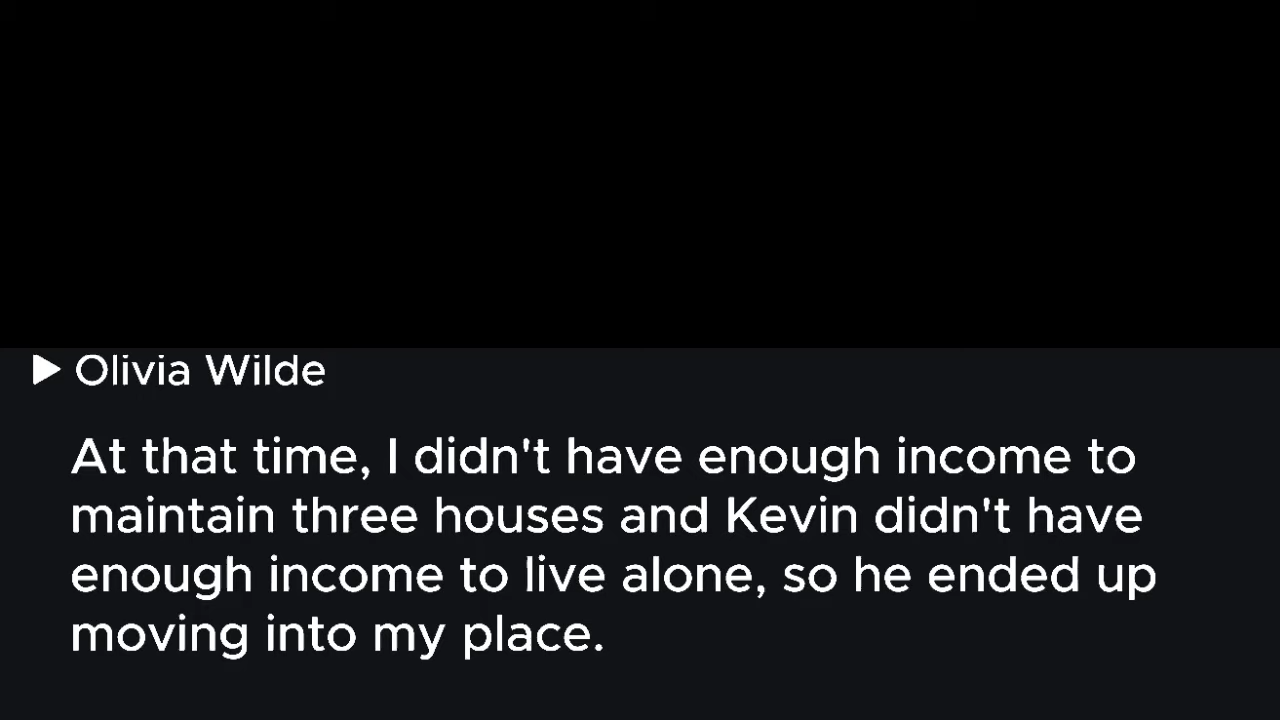 Olivia Wilde
At that time, I didn't have enough income to
maintain three houses and Kevin didn't have
enough income to live alone, so he ended up
moving into my place.